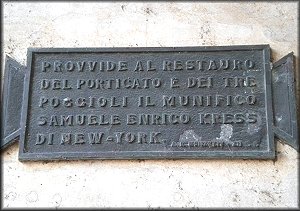 PROVVIDE AL RESTAURO
DEL PORTICATO E DEI TRE
POGGIOLI IL MUNIFICO
SAMUELE ENRICO KRESS
DI NEW-YORK